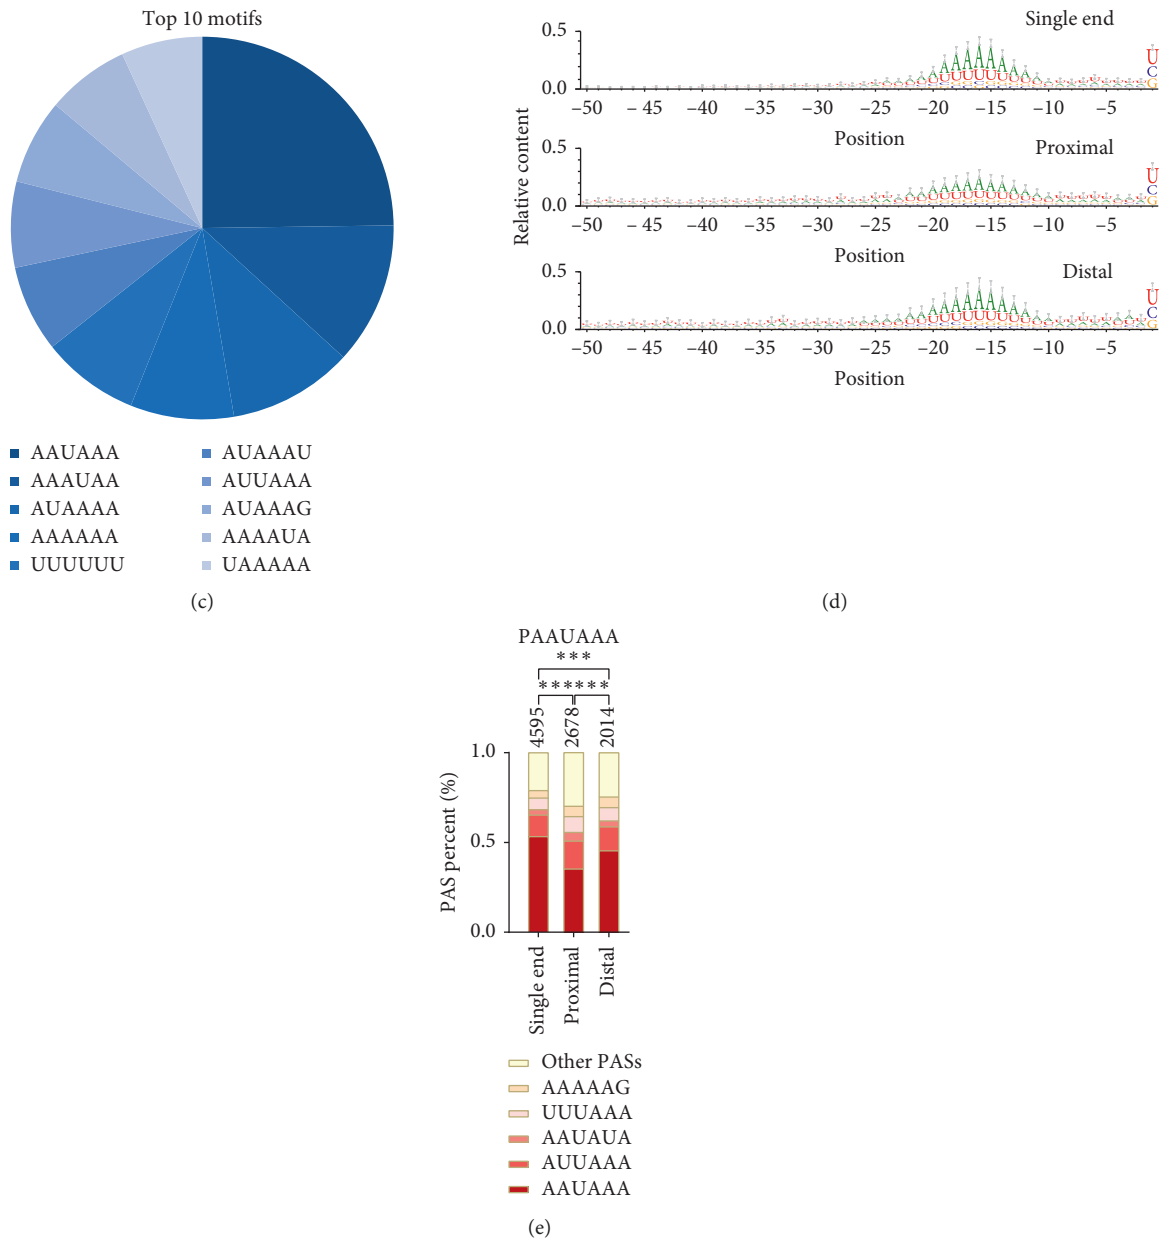 Top 10 motifs
AAUAAA
AAAUAA
AUAAAA
AAAAAA
UUUUUU
AUAAAU
AUUAAA
AUAAAG
AAAAUA
UAAAAA
(c)
Relative content
Single end
0.5
0.0
–50 –45 –40 –35 –30 –25 –20 –15 –10 –5
Position
Proximal
0.5
0.0
–50 –45 –40 –35 –30 –25 –20 –15 –10 –5
Position
Distal
0.5
0.0
–50 –45 –40 –35 –30 –25 –20 –15 –10 –5
Position
(d)
PAAUAAA
***
******
4595 2678 2014
PAS percent (%)
1.0
0.5
0.0
Single end Proximal Distal
Other PASs
AAAAAG
UUUAAA
AAUAUA
AUUAAA
AAUAAA
(e)